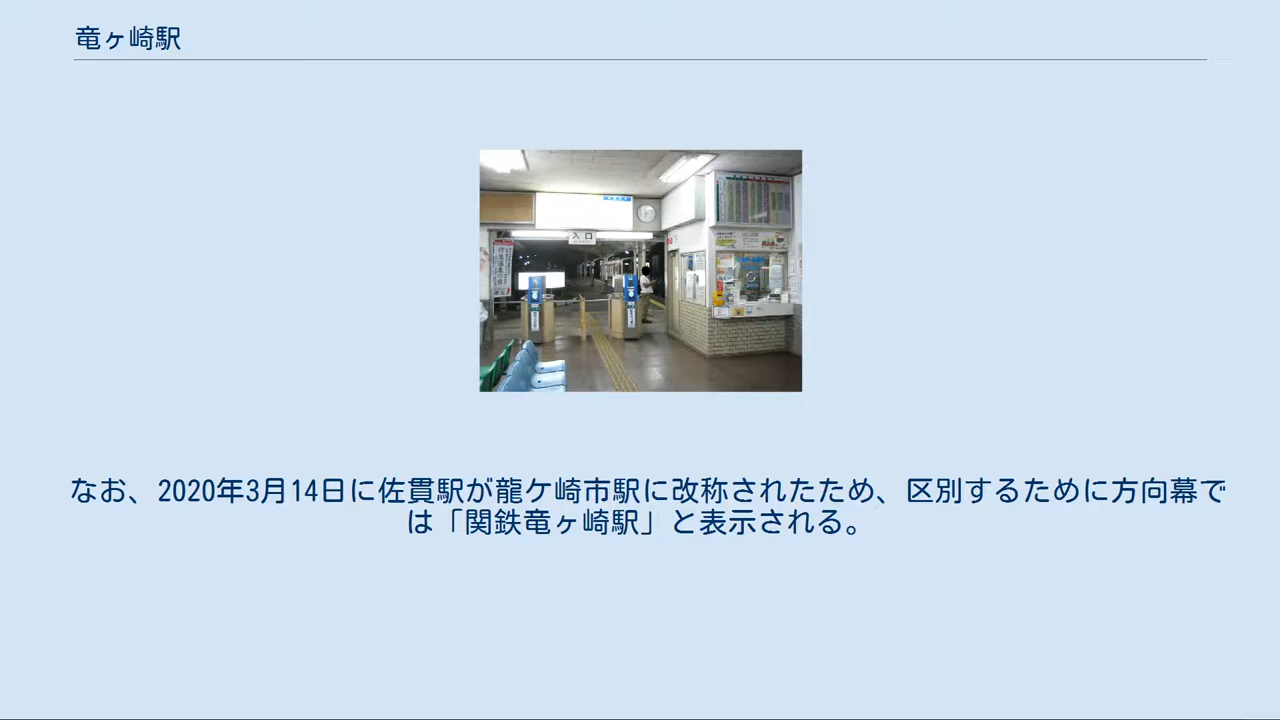 竜ヶ崎駅
入口
なお、2020年3月14日に佐貫駅が龍ケ崎市駅に改称されたため、区別するために方向幕で
は「関鉄竜ヶ崎駅」と表示される。